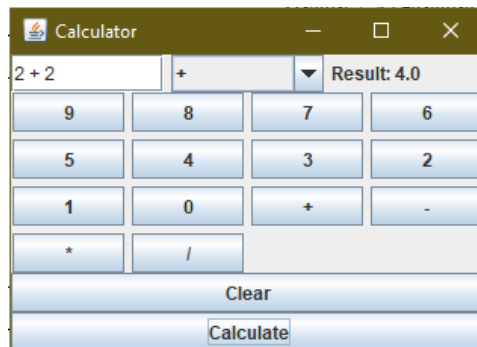 Calculator
2 + 2 + Result: 4.0
9 8 7 6
5 4 3 2
1 0 + -
* /
Clear
Calculate